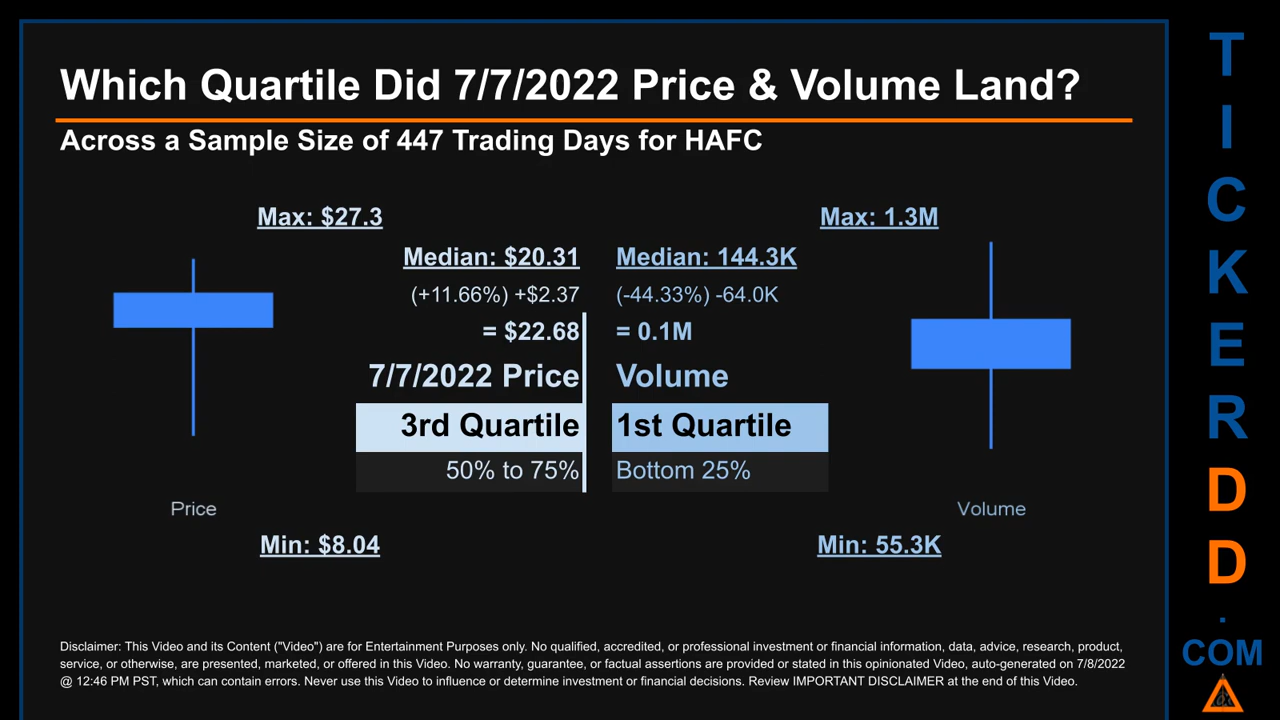 Which Quartile Did 7/7/2022 Price & Volume Land?
Across a Sample Size of 447 Trading Days for HAFC
Max: $27.3
Median: $20.31
(+11.66%) +$2.37
= $22.68
7/7/2022 Price
3rd Quartile
50% to 75%
Price
Min: $8.04
Max: 1.3M
Median: 144.3K
(-44.33%) -64.0K
= 0.1M
Volume
1st Quartile
Bottom 25%
Volume
Min: 55.3K
Disclaimer: This Video and its Content ("Video") are for Entertainment Purposes only. No qualified, accredited, or professional investment or financial information, data, advice, research, product,
service, or otherwise, are presented, marketed, or offered in this Video. No warranty, guarantee, or factual assertions are provided or stated in this opinionated Video, auto-generated on 7/8/2022
@ 12:46 PM PST, which can contain errors. Never use this Video to influence or determine investment or financial decisions. Review IMPORTANT DISCLAIMER at the end of this Video.
T
I
C
K
E
R
D
D
.
COM